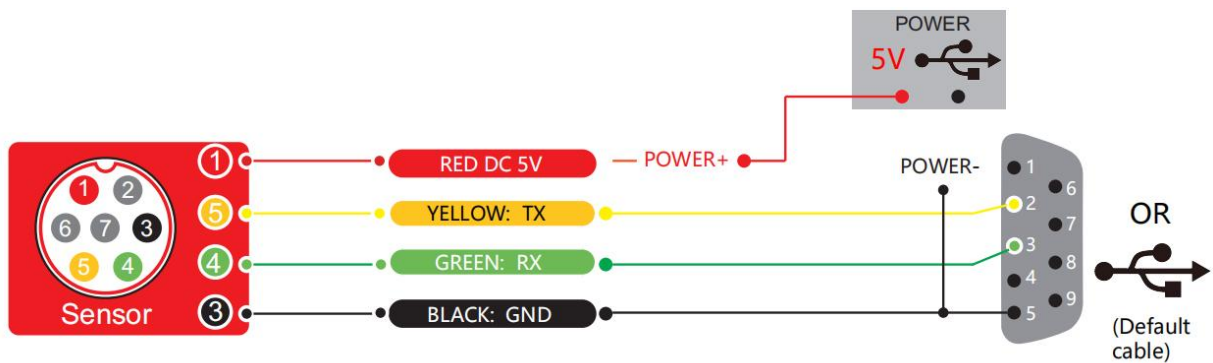 POWER
5V
1 RED DC 5V POWER+
POWER-
1
6
1 2
5 YELLOW: TX
2
OR
6 7 3
7
4 GREEN: RX
3
8
5 4
4
9
Sensor
3 BLACK: GND
5
(Default
cable)